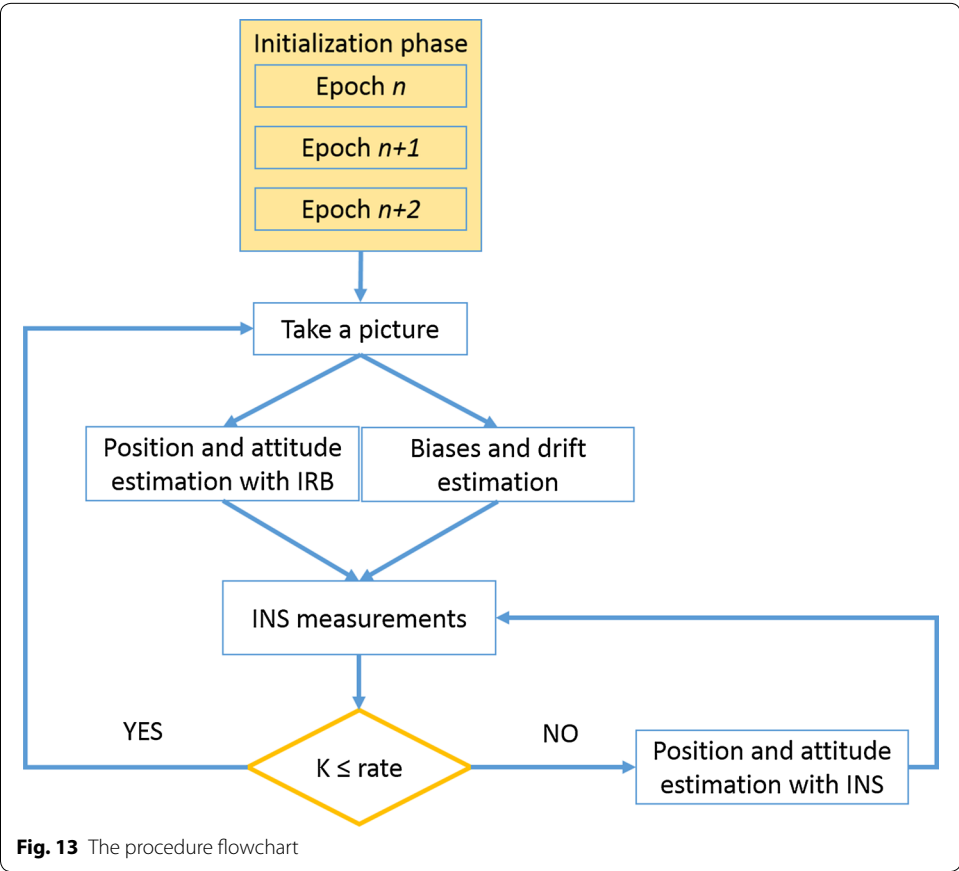 Initialization phase
Epoch n
Epoch n+1
Epoch n+2
Take a picture
Position and attitude
estimation with IRB
Biases and drift
estimation
INS measurements
YES
K ≤ rate
NO
Position and attitude
estimation with INS
Fig. 13 The procedure flowchart